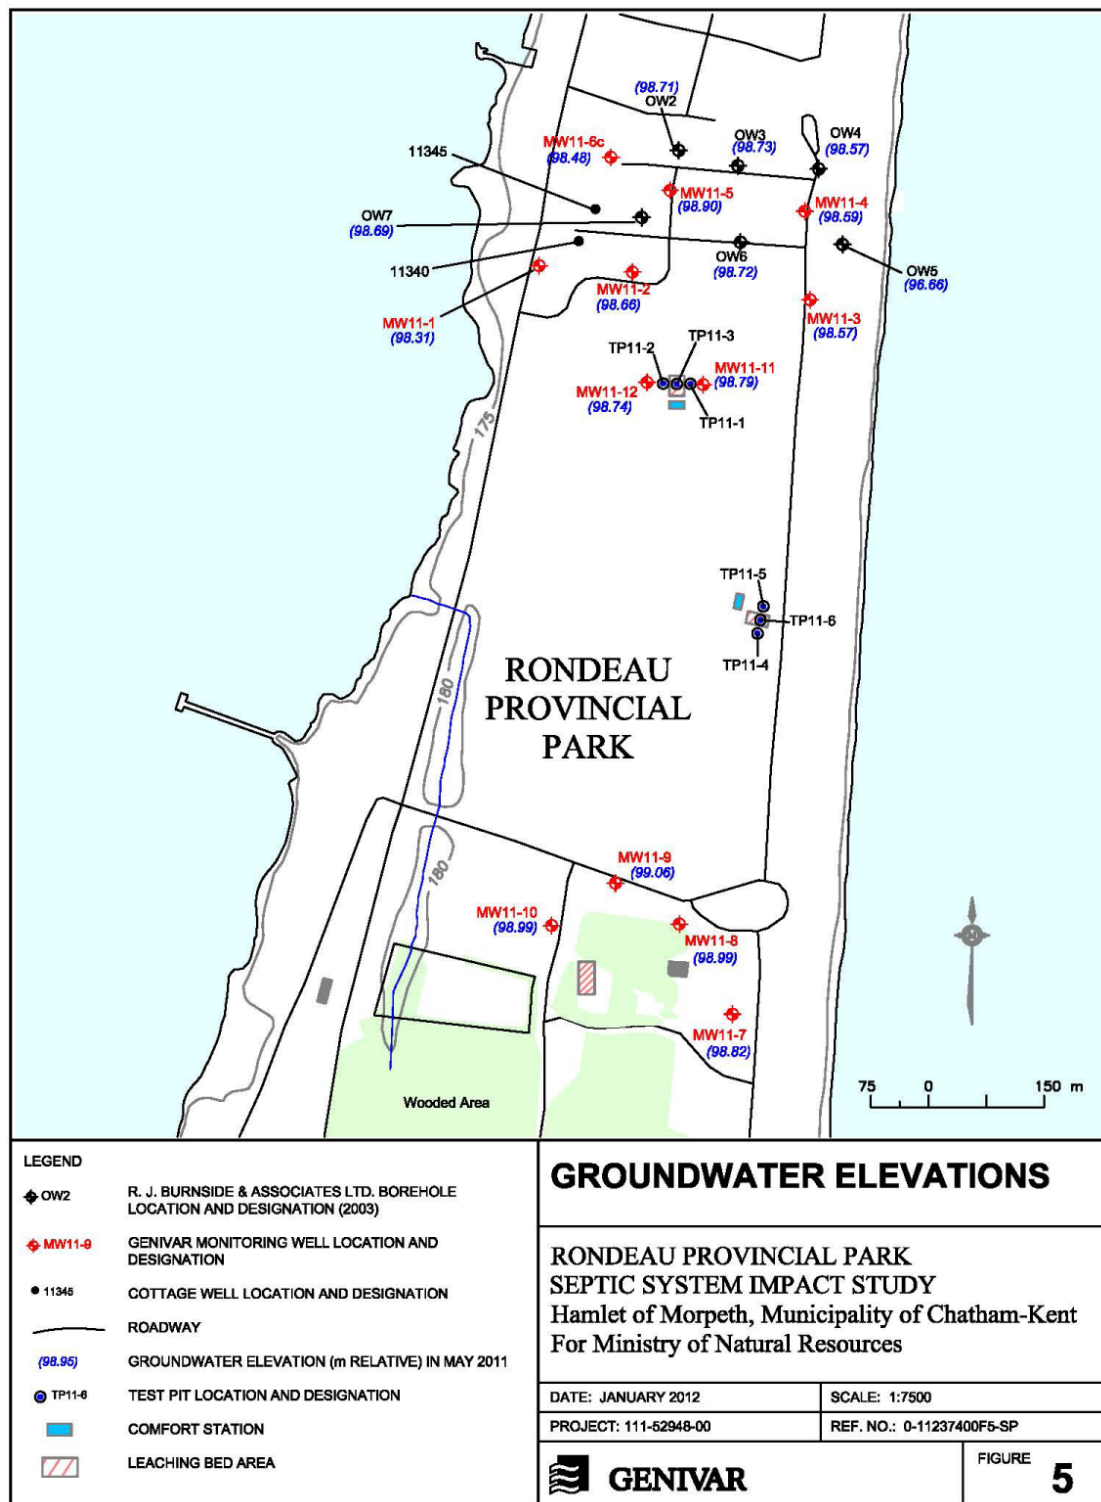 (98.71)
OW2
OW3
(98.73)
OW4
(98.57)
MW11-6c
(98.48)
11345
MW11-5
(98.90)
MW11-4
(98.59)
OW7
(98.69)
OW6
(98.72)
OW5
(96.66)
11340
MW11-2
(98.66)
MW11-1
(98.31)
MW11-3
(98.57)
TP11-3
TP11-2
MW11-11
(98.79)
MW11-12
(98.74)
TP11-1
175
TP11-5
TP11-6
TP11-4
RONDEAU
PROVINCIAL
PARK
180
180
MW11-9
(99.06)
MW11-10
(98.99)
MW11-8
(98.99)
MW11-7
(98.82)
Wooded Area
75 0 150 m
LEGEND
OW2 R. J. BURNSIDE & ASSOCIATES LTD. BOREHOLE
LOCATION AND DESIGNATION (2003)
MW11-9 GENIVAR MONITORING WELL LOCATION AND
DESIGNATION
11345 COTTAGE WELL LOCATION AND DESIGNATION
ROADWAY
(98.95) GROUNDWATER ELEVATION (m RELATIVE) IN MAY 2011
TP11-6 TEST PIT LOCATION AND DESIGNATION
COMFORT STATION
LEACHING BED AREA
GROUNDWATER ELEVATIONS
RONDEAU PROVINCIAL PARK
SEPTIC SYSTEM IMPACT STUDY
Hamlet of Morpeth, Municipality of Chatham-Kent
For Ministry of Natural Resources
DATE: JANUARY 2012
SCALE: 1:7500
PROJECT: 111-52948-00
REF. NO.: 0-11237400F5-SP
GENIVAR
FIGURE 5